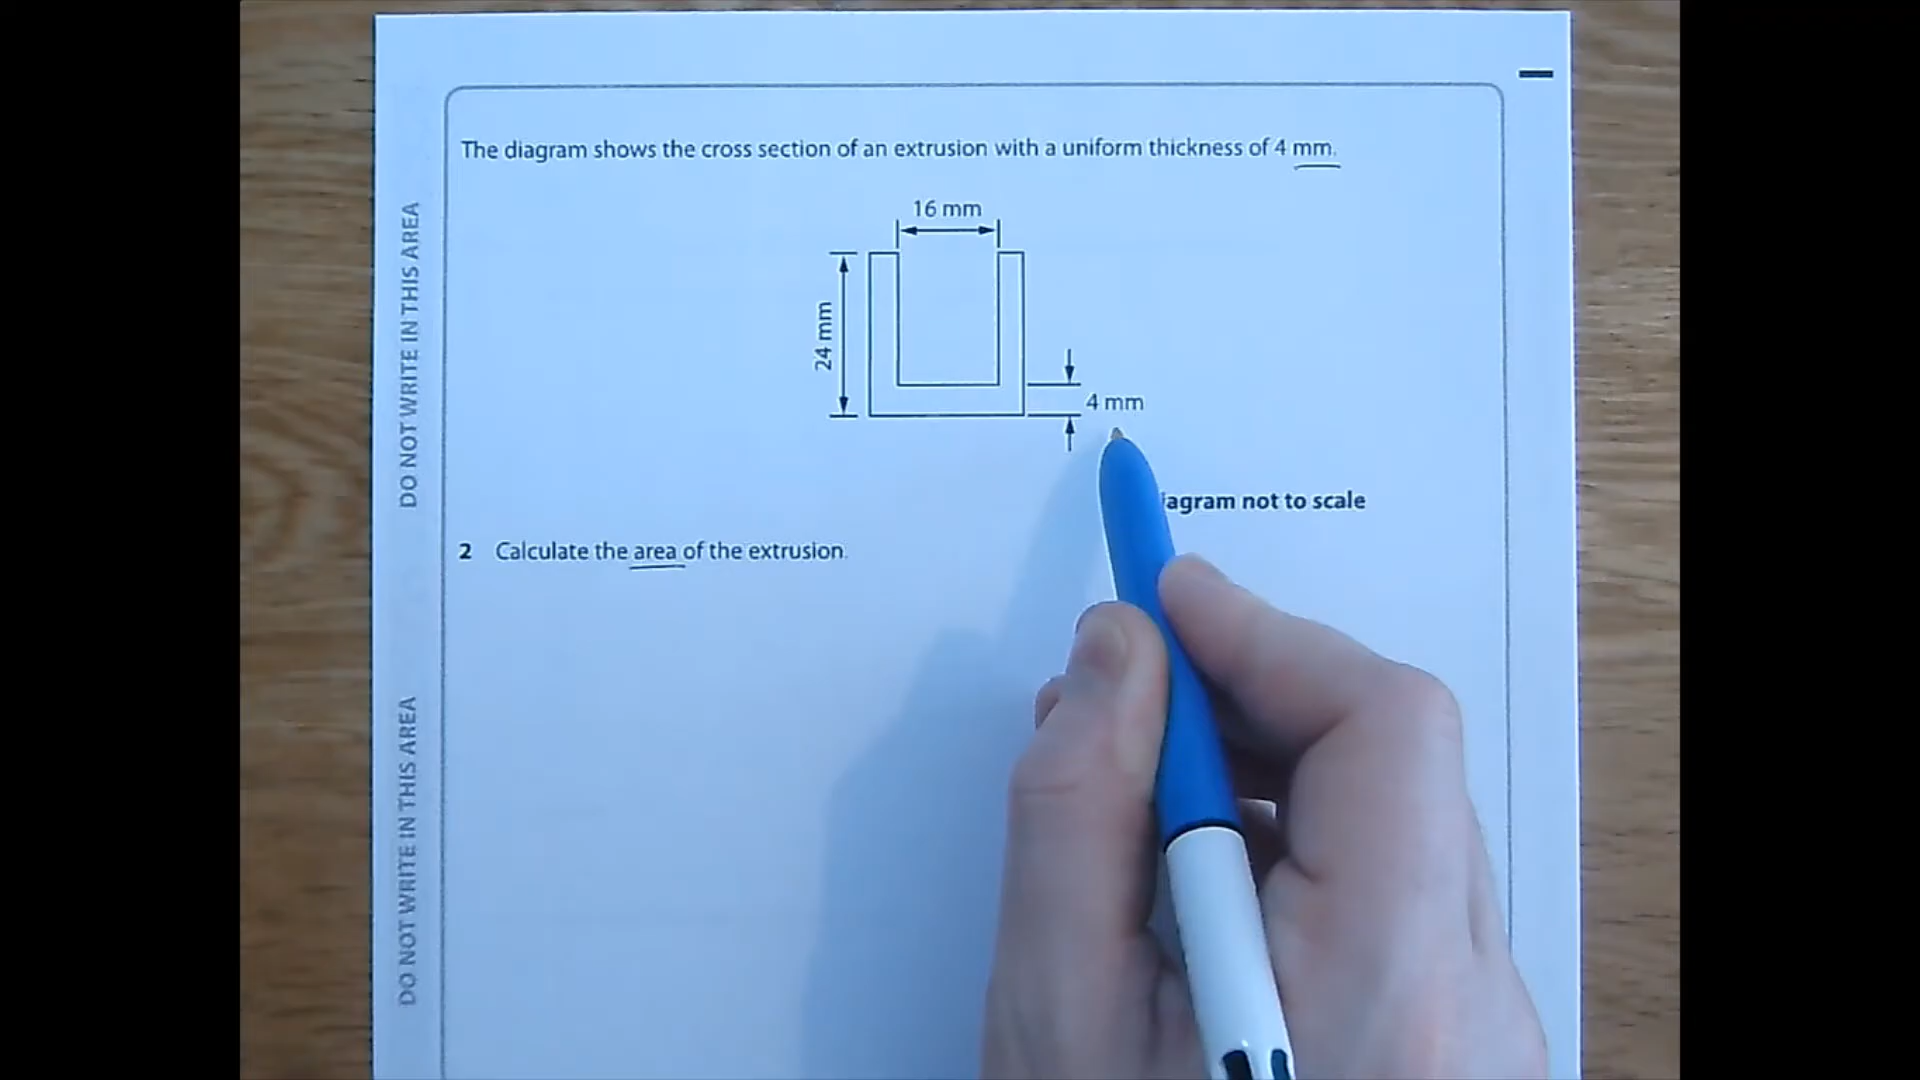 The diagram shows the cross section of an extrusion with a uniform thickness of 4 mm.
16 mm
24 mm
4 mm
agram not to scale
2 Calculate the area of the extrusion.
DO NOT WRITE IN THIS AREA
DO NOT WRITE IN THIS AREA